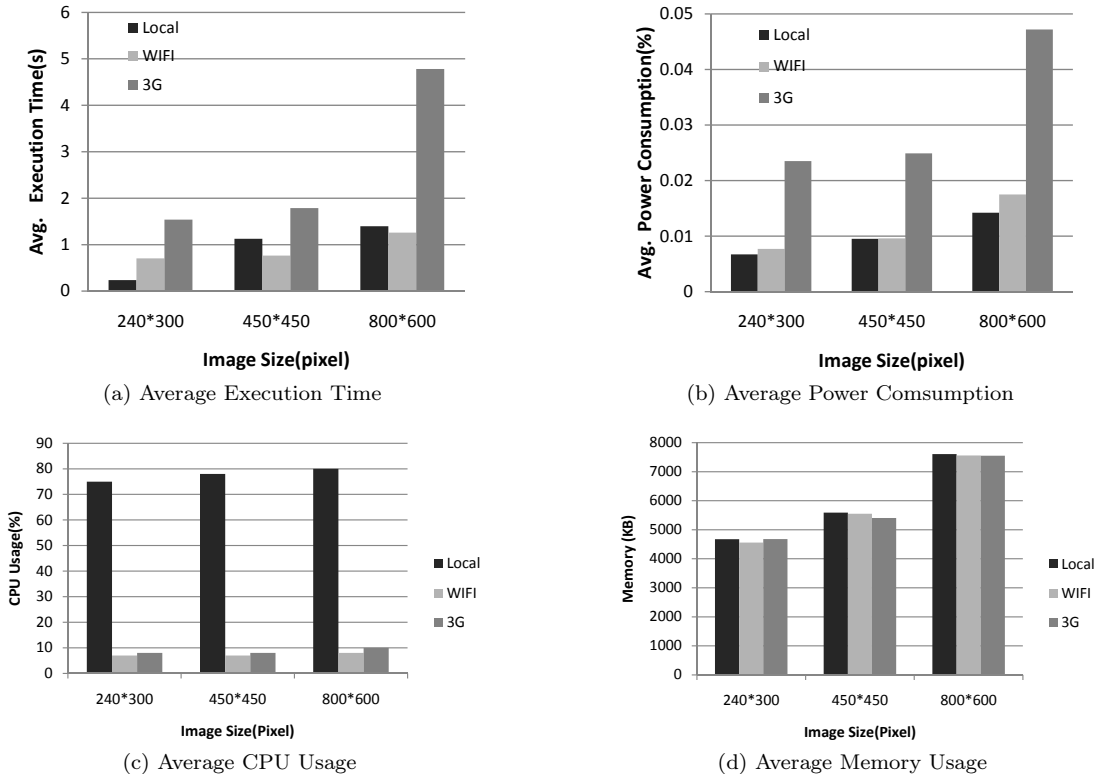 6
5
4
3
2
1
0
Avg. Execution Time(s)
Local
WIFI
3G
240*300
450*450
800*600
Image Size(pixel)
(a) Average Execution Time
0.05
0.04
0.03
0.02
0.01
0
Avg. Power Consumption(%)
Local
WIFI
3G
240*300
450*450
800*600
Image Size(pixel)
(b) Average Power Comsumption
90
80
70
60
50
40
30
20
10
0
CPU Usage(%)
Local
WIFI
3G
240*300
450*450
800*600
Image Size(Pixel)
(c) Average CPU Usage
8000
7000
6000
5000
4000
3000
2000
1000
0
Memory (KB)
Local
WIFI
3G
240*300
450*450
800*600
Image Size(Pixel)
(d) Average Memory Usage